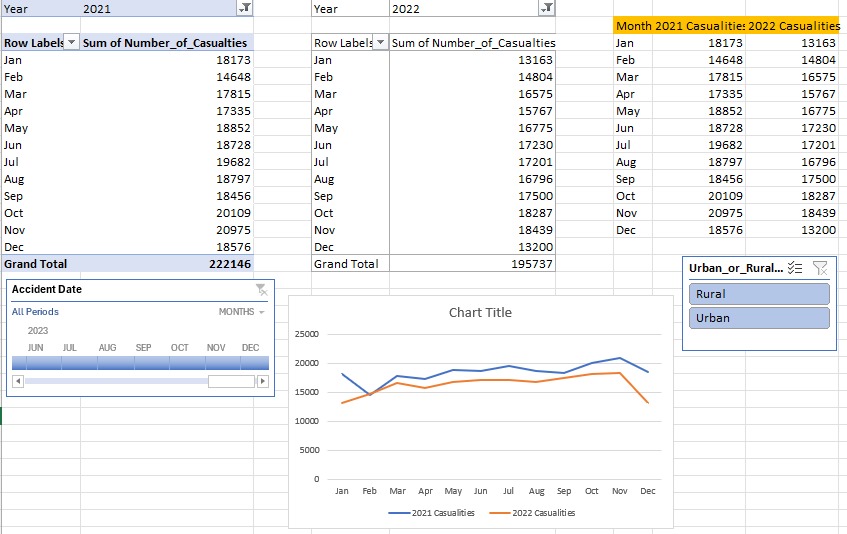 Year 2021
Row Labels Sum of Number_of_Casualties
Jan 18173
Feb 14648
Mar 17815
Apr 17335
May 18852
Jun 18728
Jul 19682
Aug 18797
Sep 18456
Oct 20109
Nov 20975
Dec 18576
Grand Total 222146
Year 2022
Row Labels Sum of Number_of_Casualties
Jan 13163
Feb 14804
Mar 16575
Apr 15767
May 16775
Jun 17230
Jul 17201
Aug 16796
Sep 17500
Oct 18287
Nov 18439
Dec 13200
Grand Total 195737
Month 2021 Casualities 2022 Casualities
Jan 18173 13163
Feb 14648 14804
Mar 17815 16575
Apr 17335 15767
May 18852 16775
Jun 18728 17230
Jul 19682 17201
Aug 18797 16796
Sep 18456 17500
Oct 20109 18287
Nov 20975 18439
Dec 18576 13200
Accident Date
All Periods MONTHS
2023
JUN JUL AUG SEP OCT NOV DEC
Chart Title
25000
20000
15000
10000
5000
0
Jan Feb Mar Apr May Jun Jul Aug Sep Oct Nov Dec
2021 Casualities 2022 Casualities
Urban_or_Rural...
Rural
Urban